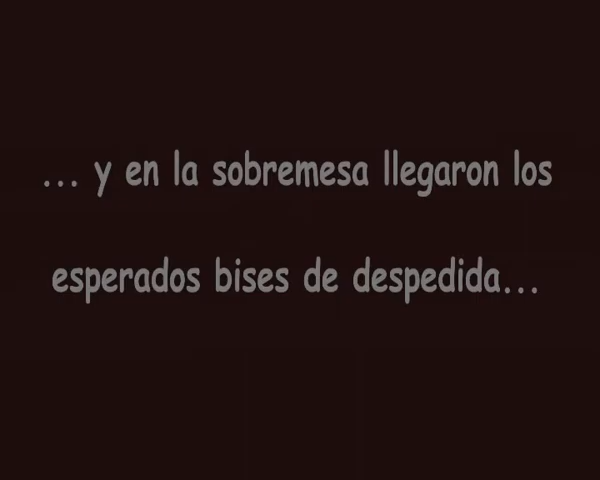 ... y en la sobremesa llegaron los
esperados bises de despedida...